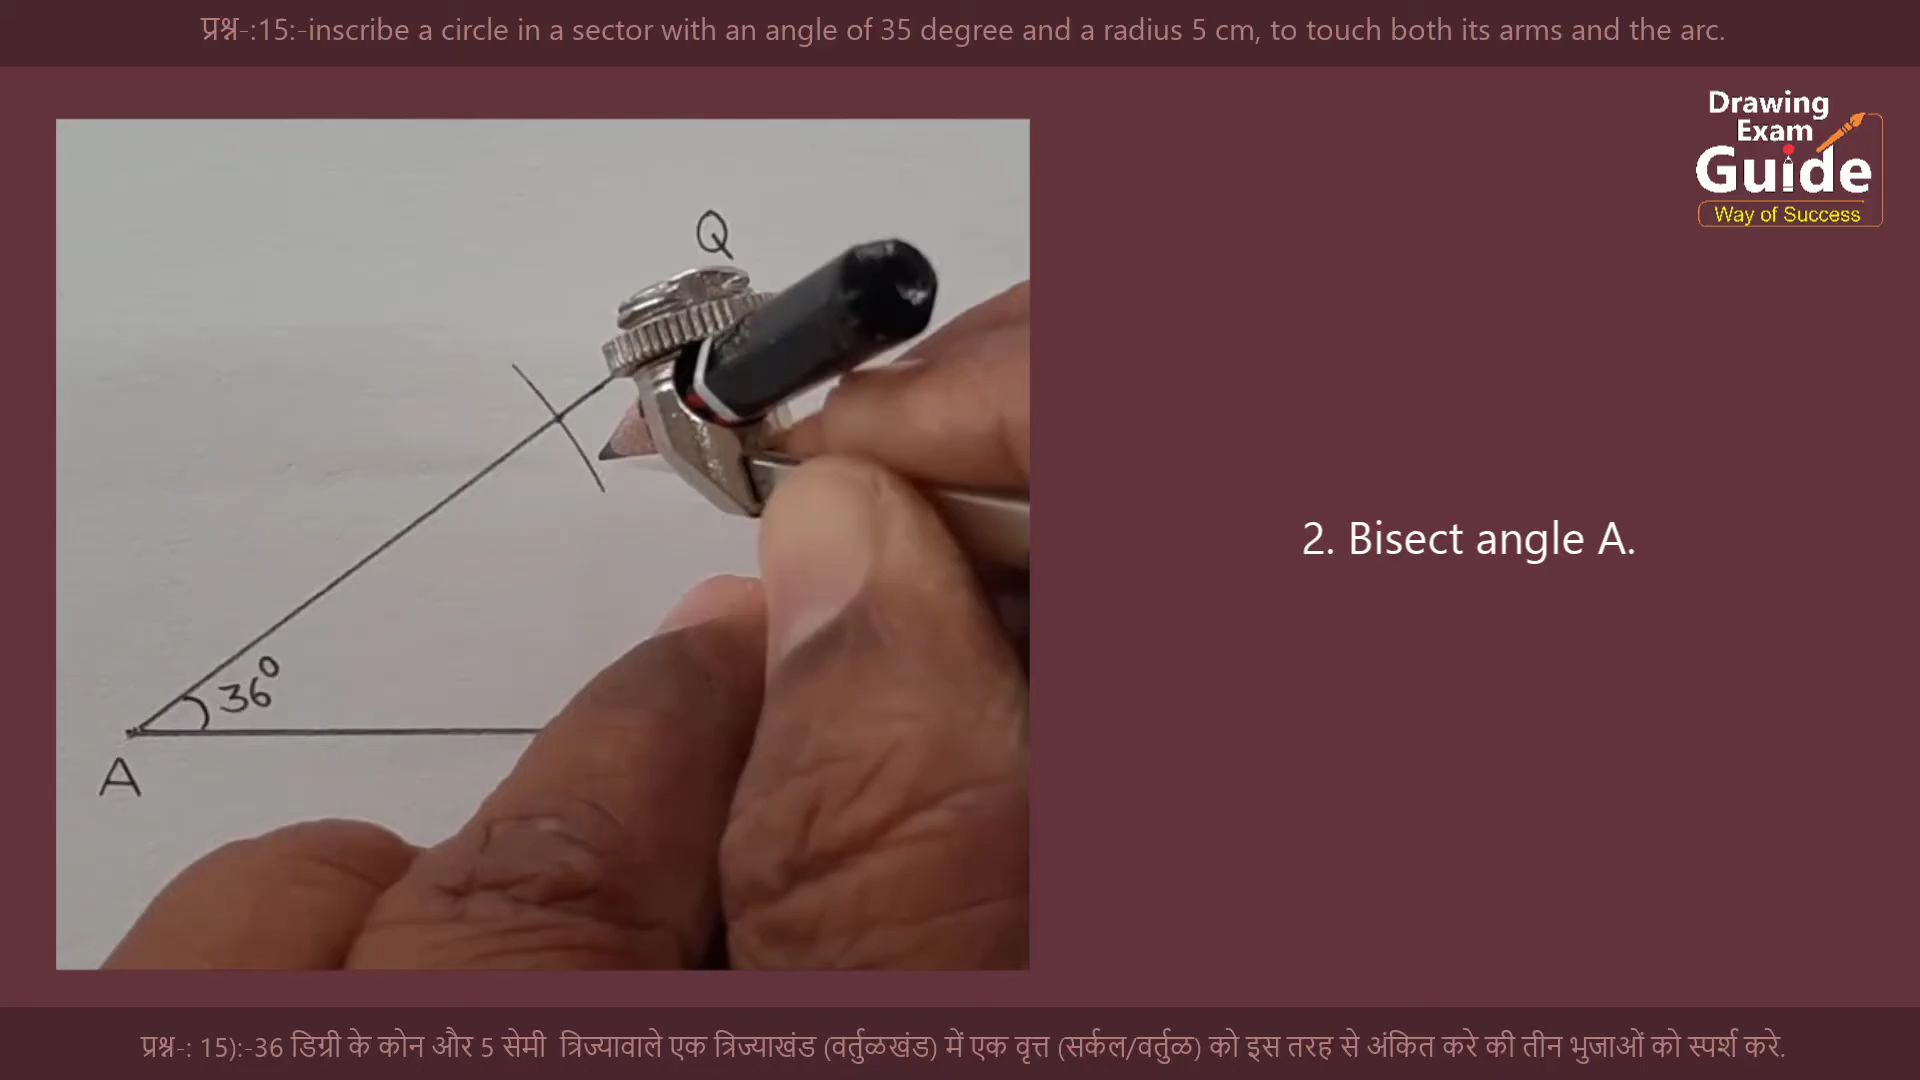 प्रश्न-:15:-inscribe a circle in a sector with an angle of 35 degree and a radius 5 cm, to touch both its arms and the arc.
Drawing
Exam
Guide
Way of Success
Q
2. Bisect angle A.
36°
A
प्रश्न-: 15):-36 डिग्री के कोन और 5 सेमी त्रिज्यावाले एक त्रिज्याखंड (वर्तुळखंड) में एक वृत्त (सर्कल/वर्तुळ) को इस तरह से अंकित करे की तीन भुजाओं को स्पर्श करे.